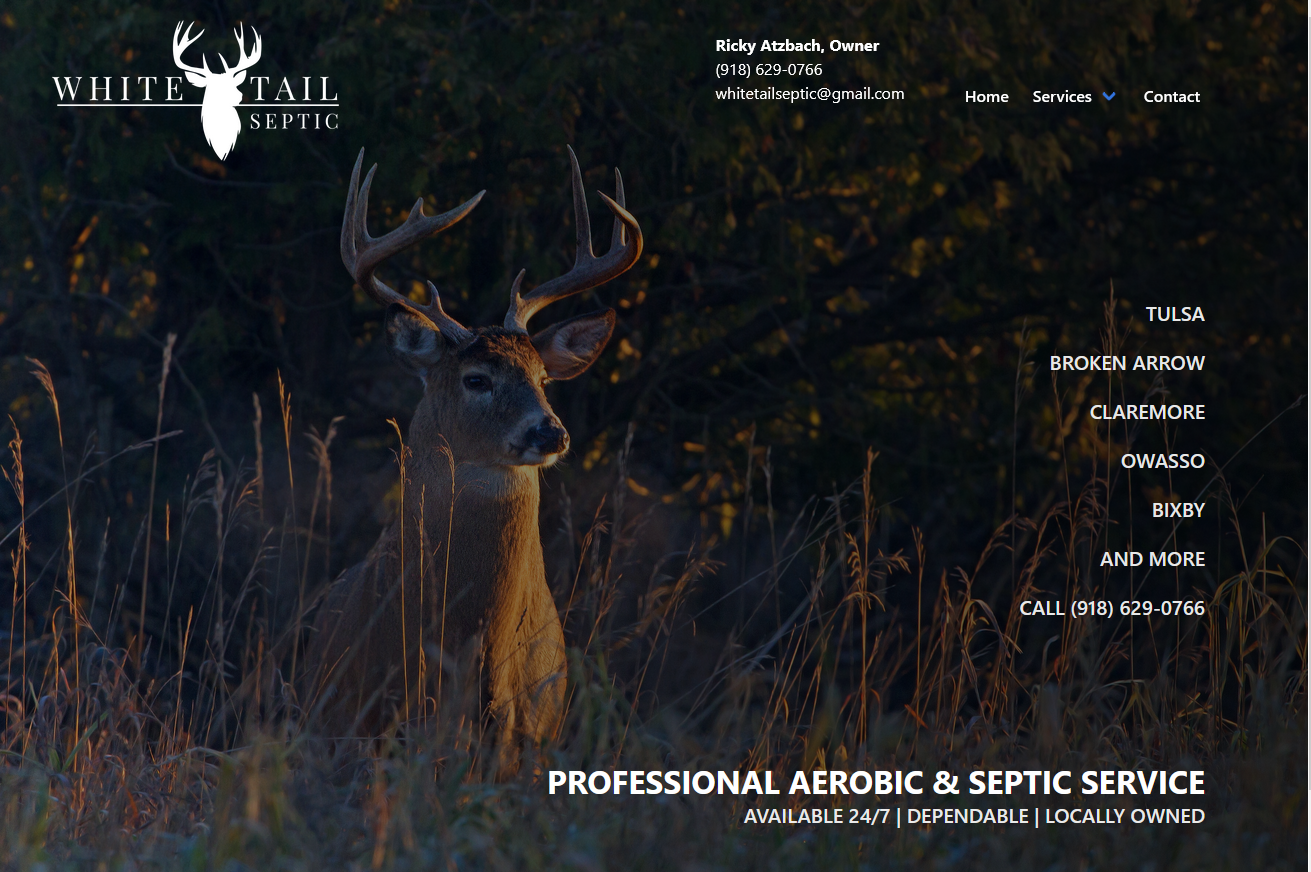 WHITE TAIL
SEPTIC
Ricky Atzbach, Owner
(918) 629-0766
whitetailseptic@gmail.com
Home Services Contact
TULSA
BROKEN ARROW
CLAREMORE
OWASSO
BIXBY
AND MORE
CALL (918) 629-0766
PROFESSIONAL AEROBIC & SEPTIC SERVICE
AVAILABLE 24/7 | DEPENDABLE | LOCALLY OWNED